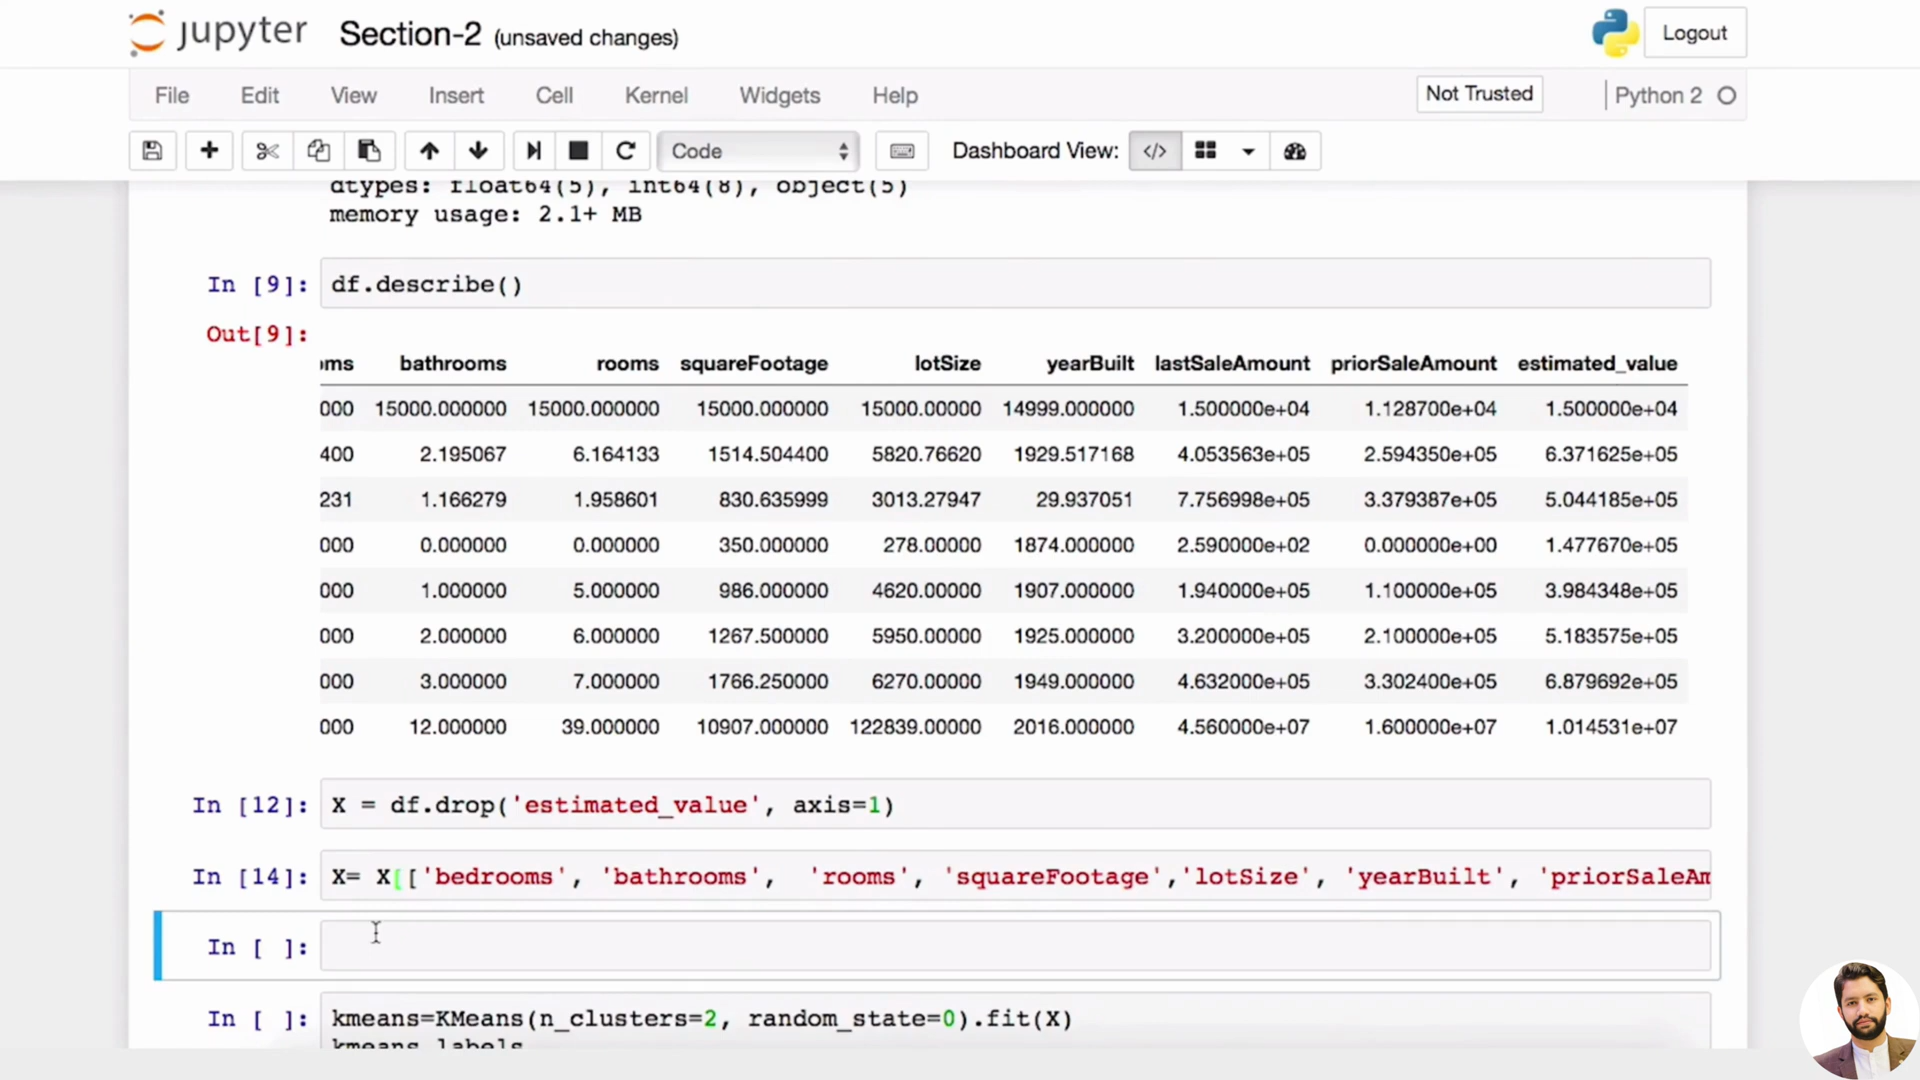 jupyter Section-2 (unsaved changes) Logout
File Edit View Insert Cell Kernel Widgets Help Not Trusted Python 2
Code Dashboard View: </>
dtypes: float64(5), int64(8), object(5)
memory usage: 2.1+ MB
In [9]: df.describe()
Out[9]:
ms bathrooms rooms squareFootage lotSize yearBuilt lastSaleAmount priorSaleAmount estimated_value
000 15000.000000 15000.000000 15000.000000 15000.00000 14999.000000 1.500000e+04 1.128700e+04 1.500000e+04
400 2.195067 6.164133 1514.504400 5820.76620 1929.517168 4.053563e+05 2.594350e+05 6.371625e+05
231 1.166279 1.958601 830.635999 3013.27947 29.937051 7.756998e+05 3.379387e+05 5.044185e+05
000 0.000000 0.000000 350.000000 278.00000 1874.000000 2.590000e+02 0.000000e+00 1.477670e+05
000 1.000000 5.000000 986.000000 4620.00000 1907.000000 1.940000e+05 1.100000e+05 3.984348e+05
000 2.000000 6.000000 1267.500000 5950.00000 1925.000000 3.200000e+05 2.100000e+05 5.183575e+05
000 3.000000 7.000000 1766.250000 6270.00000 1949.000000 4.632000e+05 3.302400e+05 6.879692e+05
000 12.000000 39.000000 10907.000000 122839.00000 2016.000000 4.560000e+07 1.600000e+07 1.014531e+07
In [12]: X = df.drop('estimated_value', axis=1)
In [14]: X= X[['bedrooms', 'bathrooms', 'rooms', 'squareFootage','lotSize', 'yearBuilt', 'priorSaleAm
In [ ]:
In [ ]: kmeans=KMeans(n_clusters=2, random_state=0).fit(X)
kmeans.labels